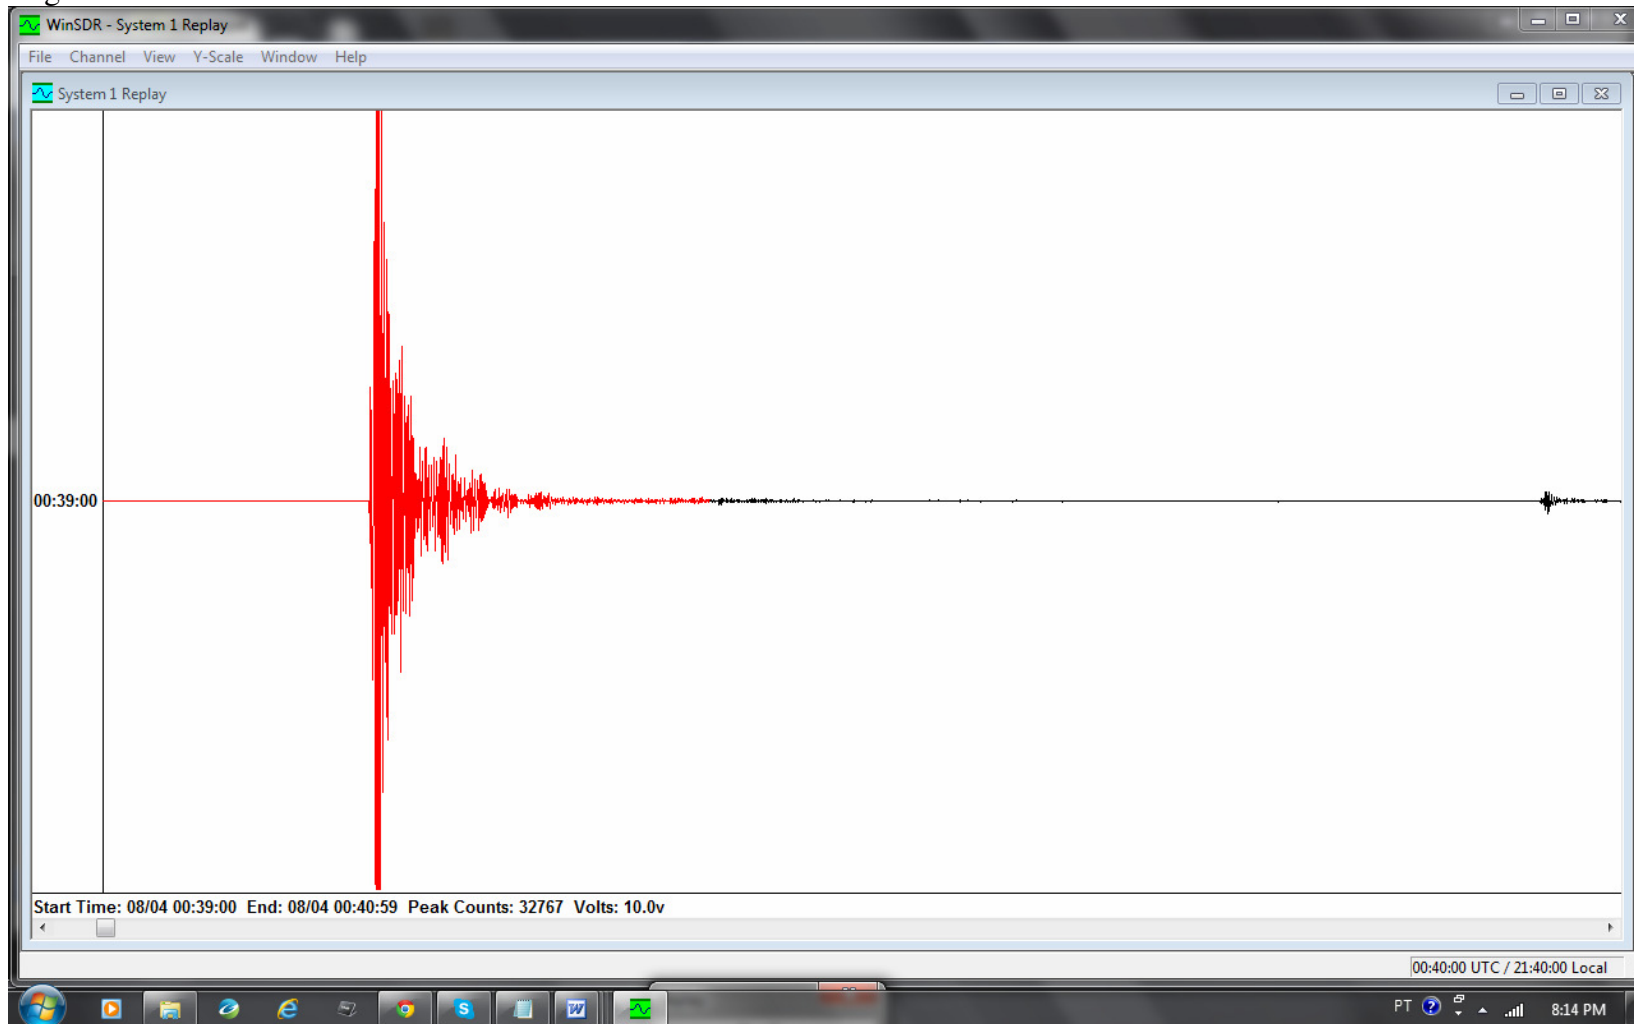 WinSDR - System 1 Replay
File Channel View Y-Scale Window Help
System 1 Replay
00:39:00
Start Time: 08/04 00:39:00 End: 08/04 00:40:59 Peak Counts: 32767 Volts: 10.0v
00:40:00 UTC / 21:40:00 Local
PT 8:14 PM